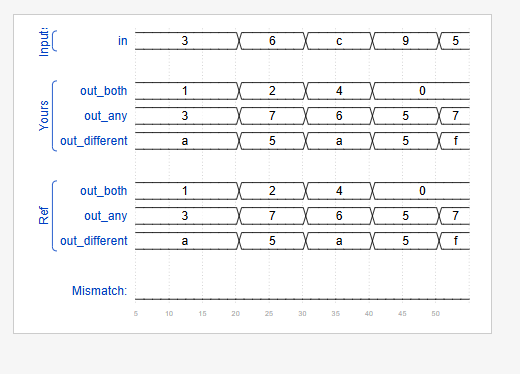 Inputs
in 3 6 c 9 5
Yours
out_both 1 2 4 0
out_any 3 7 6 5 7
out_different a 5 a 5 f
Ref
out_both 1 2 4 0
out_any 3 7 6 5 7
out_different a 5 a 5 f
Mismatch:
5 10 15 20 25 30 35 40 45 50